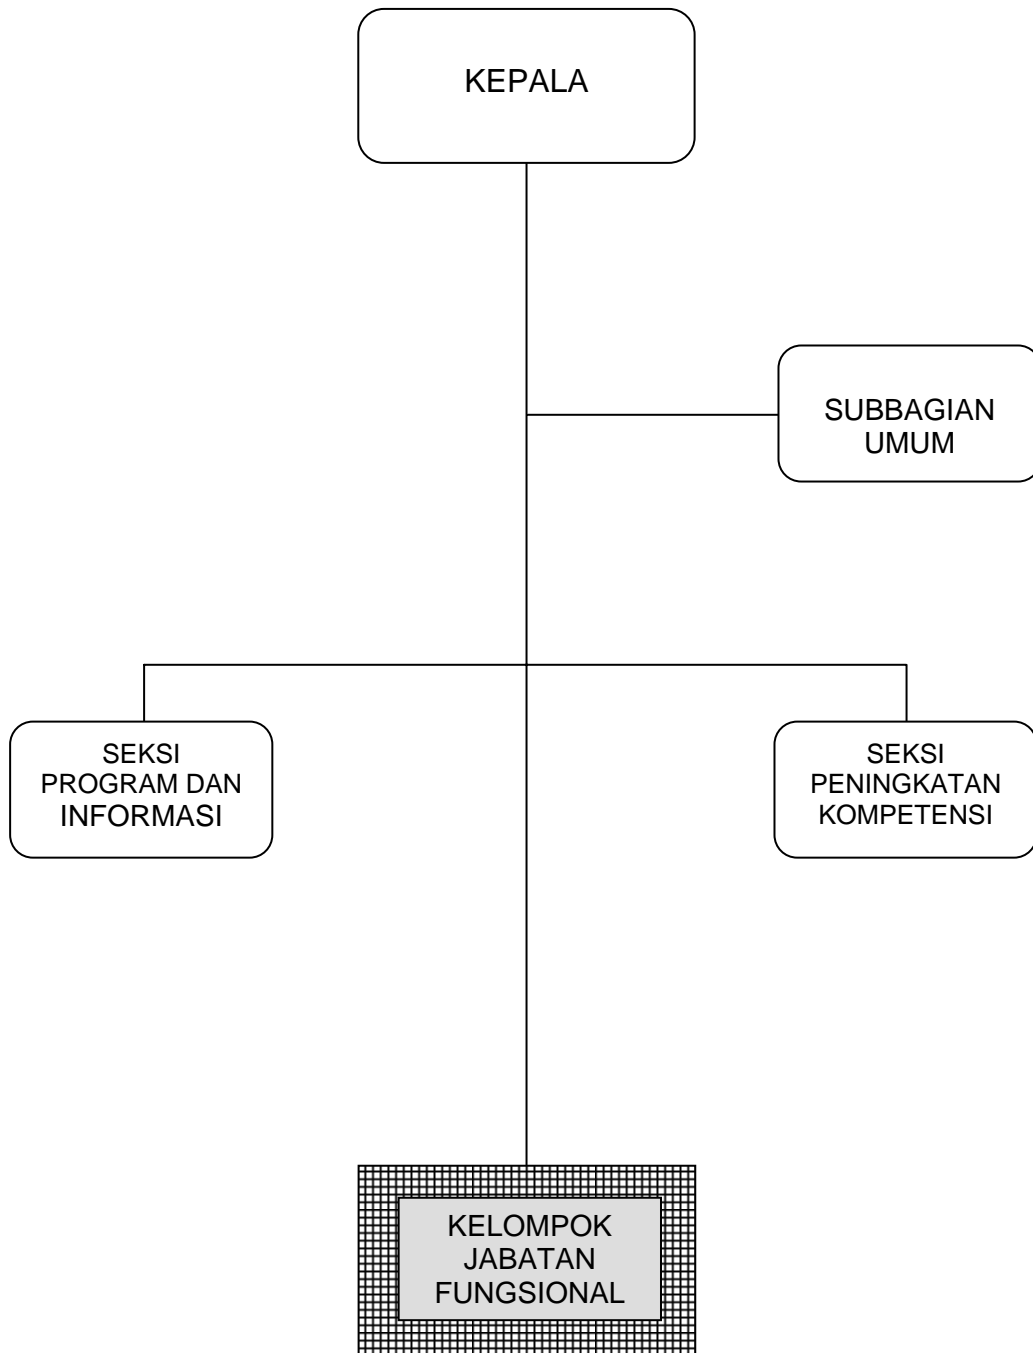 KEPALA
SUBBAGIAN
UMUM
SEKSI
PROGRAM DAN
INFORMASI
SEKSI
PENINGKATAN
KOMPETENSI
KELOMPOK
JABATAN
FUNGSIONAL